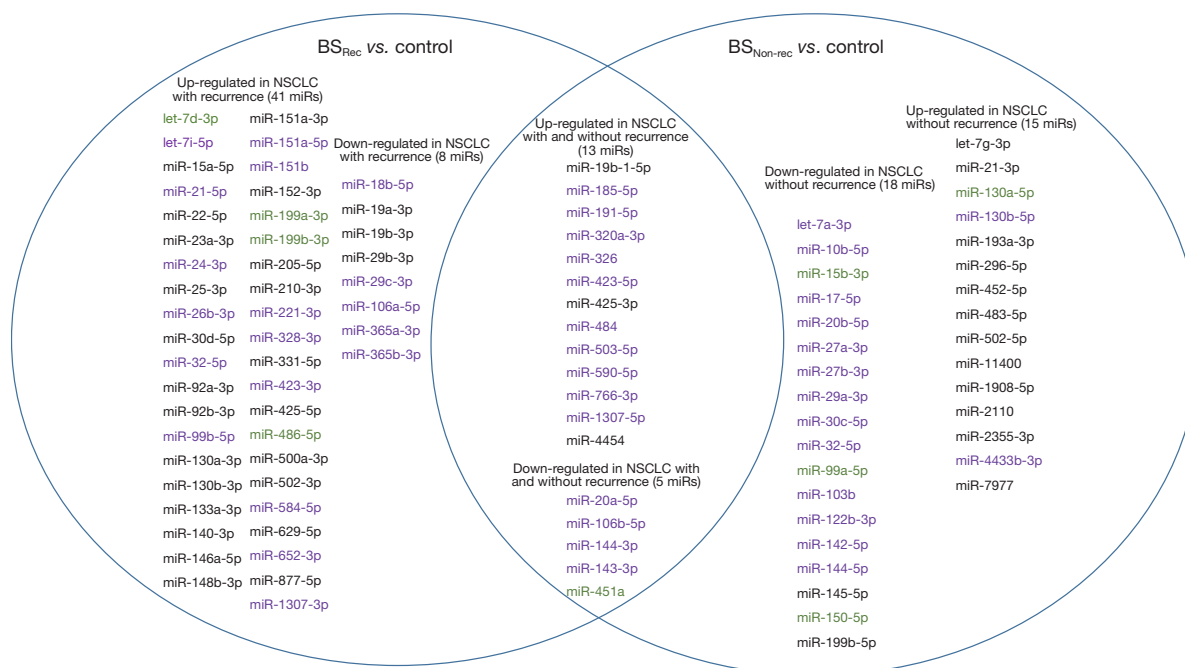 BSRec vs. control
Up-regulated in NSCLC
with recurrence (41 miRs)
let-7d-3p
let-7i-5p
miR-15a-5p
miR-21-5p
miR-22-5p
miR-23a-3p
miR-24-3p
miR-25-3p
miR-26b-3p
miR-30d-5p
miR-32-5p
miR-92a-3p
miR-92b-3p
miR-99b-5p
miR-130a-3p
miR-130b-3p
miR-133a-3p
miR-140-3p
miR-146a-5p
miR-148b-3p
miR-151a-3p
miR-151a-5p
miR-151b
miR-152-3p
miR-199a-3p
miR-199b-3p
miR-205-5p
miR-210-3p
miR-221-3p
miR-328-3p
miR-331-5p
miR-423-3p
miR-425-5p
miR-486-5p
miR-500a-3p
miR-502-3p
miR-584-5p
miR-629-5p
miR-652-3p
miR-877-5p
miR-1307-3p
Down-regulated in NSCLC
with recurrence (8 miRs)
miR-18b-5p
miR-19a-3p
miR-19b-3p
miR-29b-3p
miR-29c-3p
miR-106a-5p
miR-365a-3p
miR-365b-3p
Up-regulated in NSCLC
with and without recurrence
(13 miRs)
miR-19b-1-5p
miR-185-5p
miR-191-5p
miR-320a-3p
miR-326
miR-423-5p
miR-425-3p
miR-484
miR-503-5p
miR-590-5p
miR-766-3p
miR-1307-5p
miR-4454
Down-regulated in NSCLC with
and without recurrence (5 miRs)
miR-20a-5p
miR-106b-5p
miR-144-3p
miR-143-3p
miR-451a
BSNon-rec vs. control
Down-regulated in NSCLC
without recurrence (18 miRs)
let-7a-3p
miR-10b-5p
miR-15b-3p
miR-17-5p
miR-20b-5p
miR-27a-3p
miR-27b-3p
miR-29a-3p
miR-30c-5p
miR-32-5p
miR-99a-5p
miR-103b
miR-122b-3p
miR-142-5p
miR-144-5p
miR-145-5p
miR-150-5p
miR-199b-5p
Up-regulated in NSCLC
without recurrence (15 miRs)
let-7g-3p
miR-21-3p
miR-130a-5p
miR-130b-5p
miR-193a-3p
miR-296-5p
miR-452-5p
miR-483-5p
miR-502-5p
miR-11400
miR-1908-5p
miR-2110
miR-2355-3p
miR-4433b-3p
miR-7977